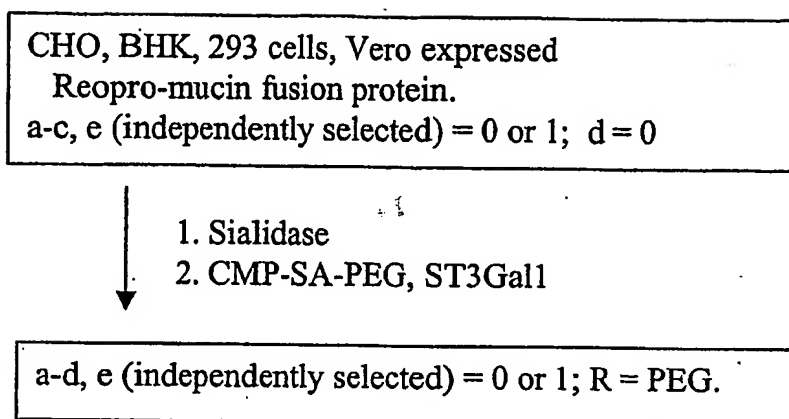 CHO, BHK, 293 cells, Vero expressed
Reopro-mucin fusion protein.
a-c, e (independently selected) = 0 or 1; d = 0
1. Sialidase
2. CMP-SA-PEG, ST3Gal1
a-d, e (independently selected) = 0 or 1; R = PEG.